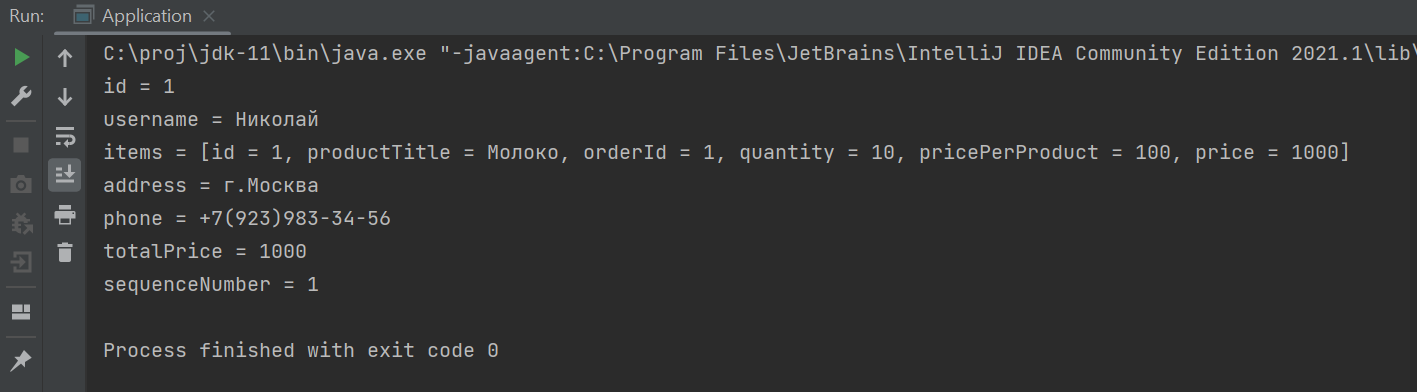 Run: Application
C:\proj\jdk-11\bin\java.exe "-javaagent:C:\Program Files\JetBrains\IntelliJ IDEA Community Edition 2021.1\lib\
id = 1
username = Николай
items = [id = 1, productTitle = Молоко, orderId = 1, quantity = 10, pricePerProduct = 100, price = 1000]
address = г.Москва
phone = +7(923)983-34-56
totalPrice = 1000
sequenceNumber = 1
Process finished with exit code 0